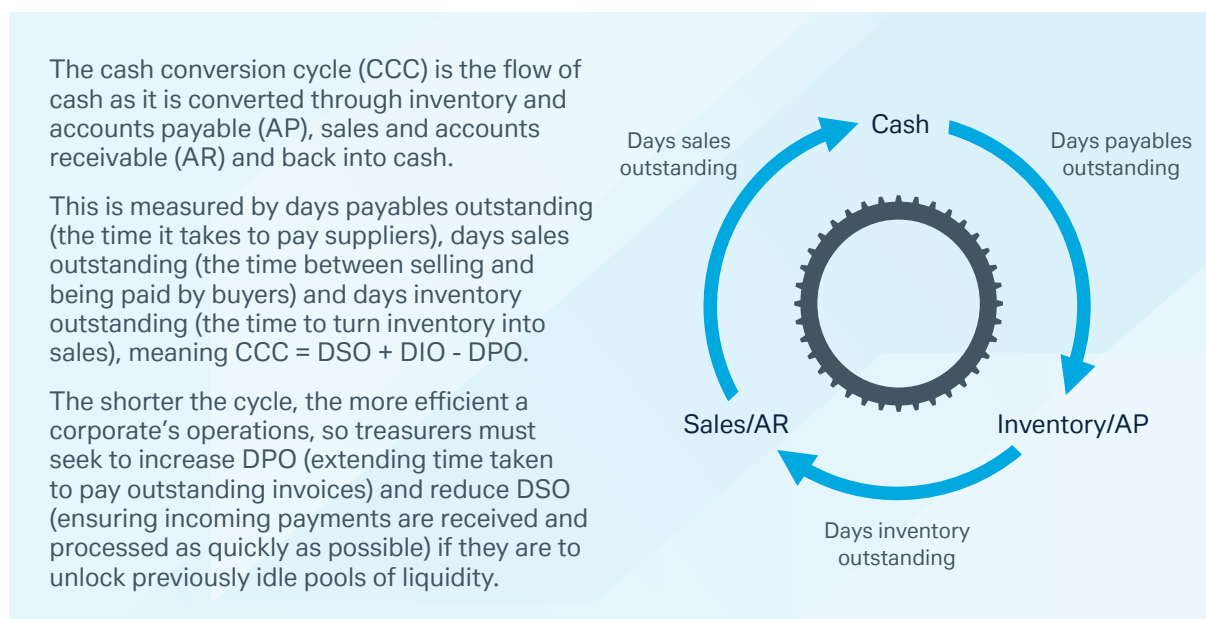 The cash conversion cycle (CCC) is the flow of
cash as it is converted through inventory and
accounts payable (AP), sales and accounts
receivable (AR) and back into cash.
This is measured by days payables outstanding
(the time it takes to pay suppliers), days sales
outstanding (the time between selling and
being paid by buyers) and days inventory
outstanding (the time to turn inventory into
sales), meaning CCC = DSO + DIO - DPO.
The shorter the cycle, the more efficient a
corporate's operations, so treasurers must
seek to increase DPO (extending time taken
to pay outstanding invoices) and reduce DSO
(ensuring incoming payments are received and
processed as quickly as possible) if they are to
unlock previously idle pools of liquidity.
Cash
Days sales
outstanding
Days payables
outstanding
Sales/AR
Inventory/AP
Days inventory
outstanding